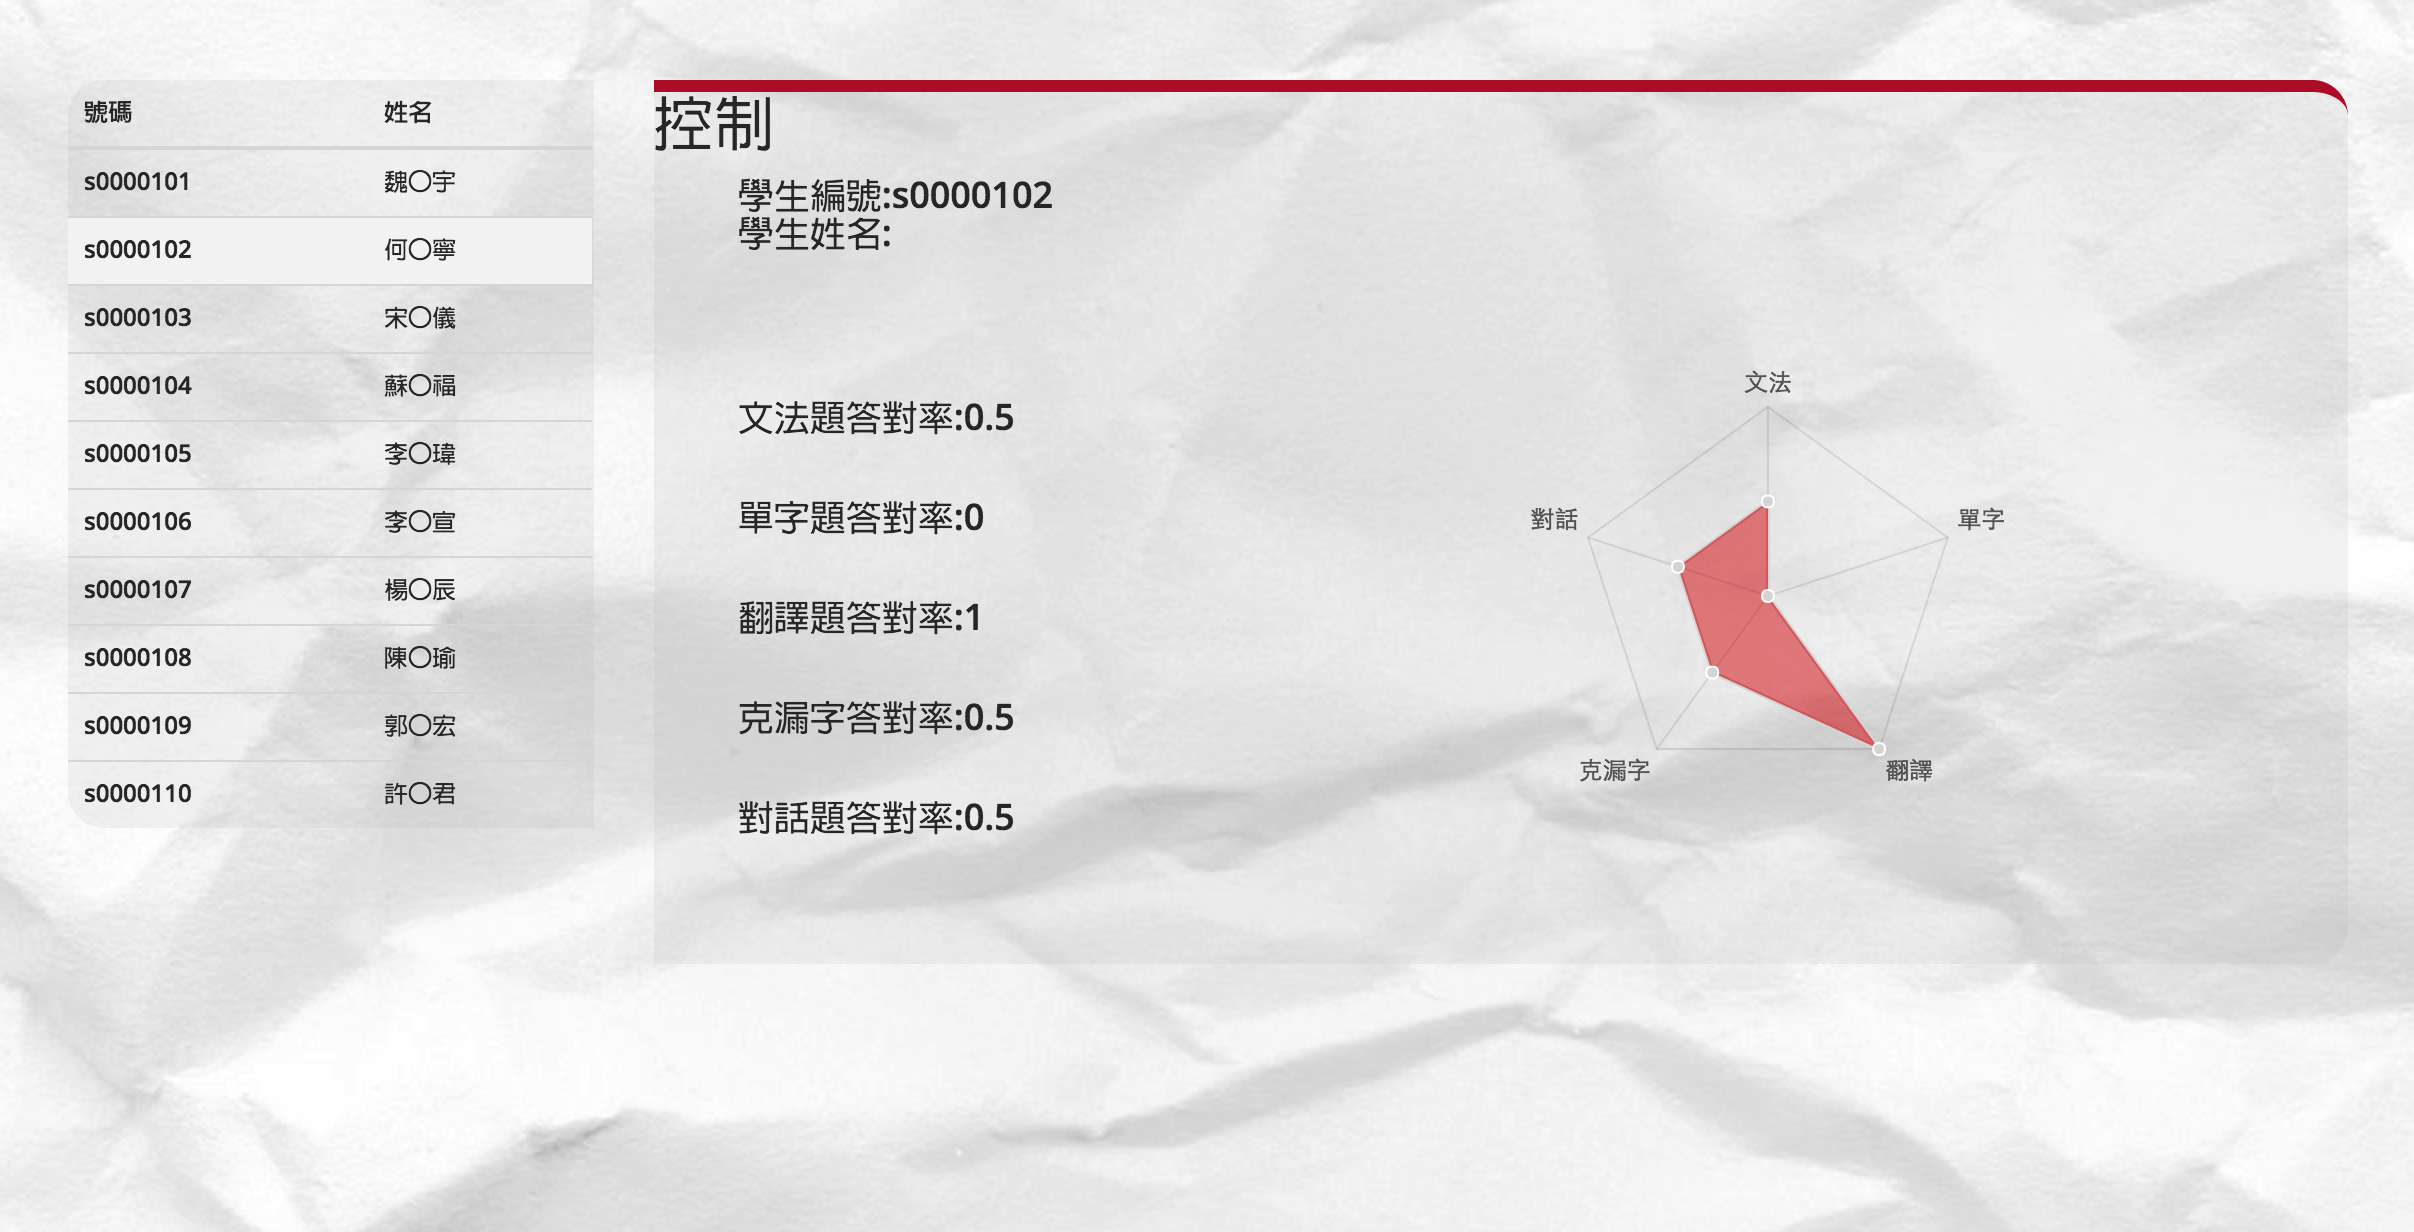 號碼 姓名
s0000101 魏〇宇
s0000102 何〇寧
s0000103 宋〇儀
s0000104 蘇〇福
s0000105 李〇瑋
s0000106 李〇宣
s0000107 楊〇辰
s0000108 陳〇瑜
s0000109 郭〇宏
s0000110 許〇君
控制
學生編號:s0000102
學生姓名:
文法題答對率:0.5
單字題答對率:0
翻譯題答對率:1
克漏字答對率:0.5
對話題答對率:0.5
文法
對話
單字
克漏字
翻譯